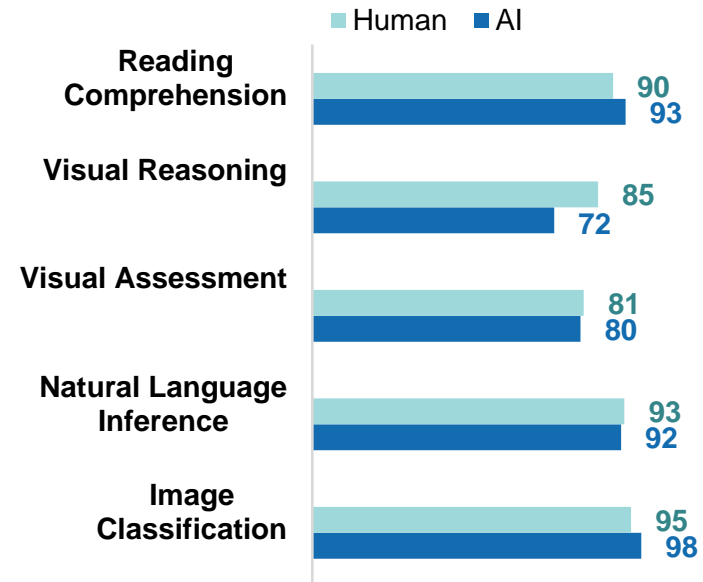 Human AI
Reading
Comprehension
90
93
Visual Reasoning
85
72
Visual Assessment
81
80
Natural Language
Inference
93
92
Image
Classification
95
98